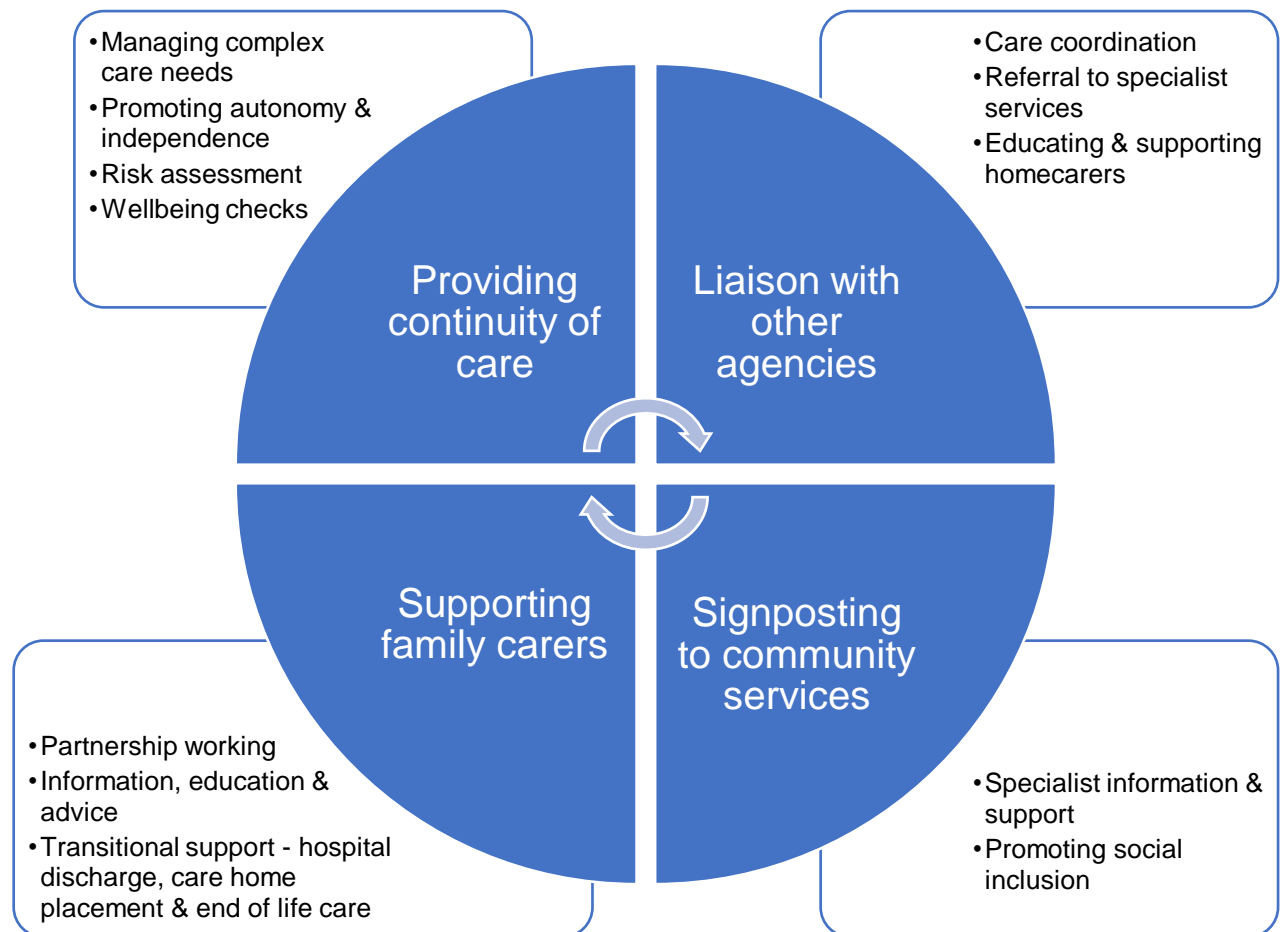 •Managing complex
care needs
•Promoting autonomy &
independence
•Risk assessment
•Wellbeing checks
•Care coordination
•Referral to specialist
services
•Educating & supporting
homecarers
Providing
continuity of
care
Liaison with
other
agencies
Supporting
family carers
Signposting
to community
services
•Partnership working
•Information, education &
advice
•Transitional support - hospital
discharge, care home
placement & end of life care
•Specialist information &
support
•Promoting social
inclusion